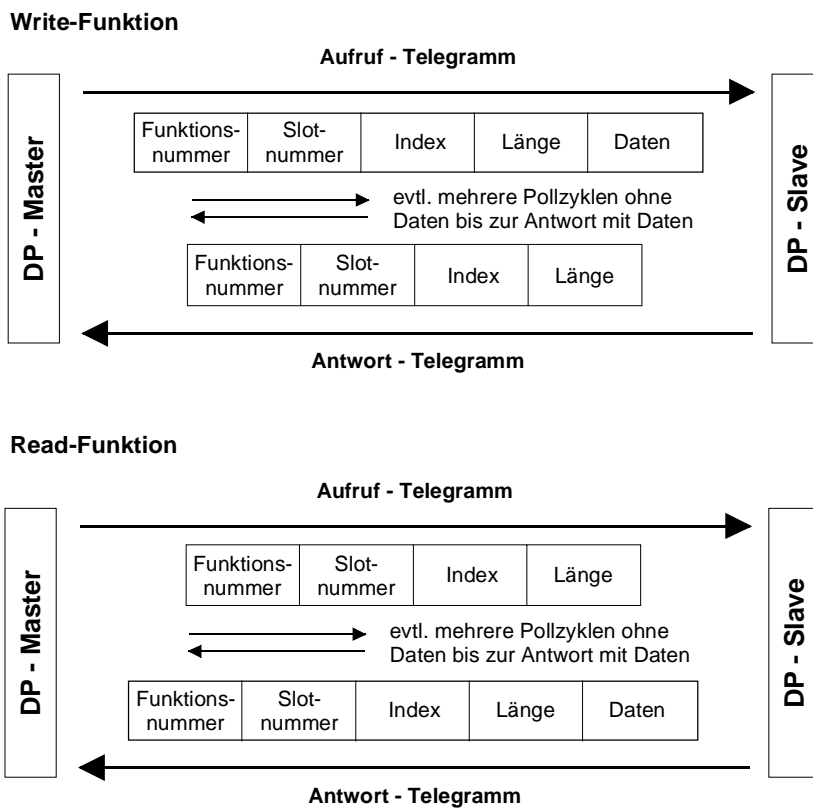 Write-Funktion
Aufruf - Telegramm
DP - Master
Funktions-
nummer
Slot-
nummer
Index
Länge
Daten
DP - Slave
evtl. mehrere Pollzyklen ohne
Daten bis zur Antwort mit Daten
Funktions-
nummer
Slot-
nummer
Index
Länge
Antwort - Telegramm
Read-Funktion
Aufruf - Telegramm
DP - Master
Funktions-
nummer
Slot-
nummer
Index
Länge
DP - Slave
evtl. mehrere Pollzyklen ohne
Daten bis zur Antwort mit Daten
Funktions-
nummer
Slot-
nummer
Index
Länge
Daten
Antwort - Telegramm